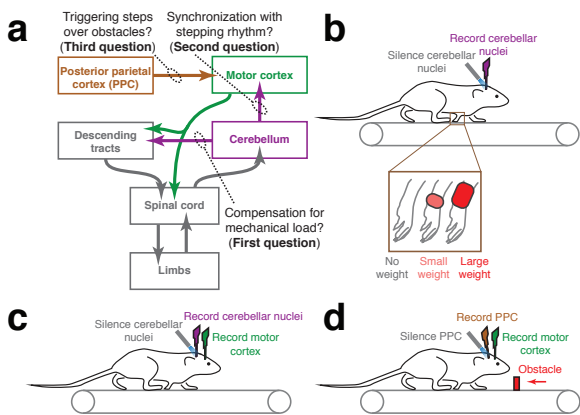 a
Triggering steps
over obstacles?
(Third question)
Synchronization with
stepping rhythm?
(Second question)
Posterior parietal
cortex (PPC)
Motor cortex
Descending
tracts
Cerebellum
Spinal cord
Compensation for
mechanical load?
(First question)
Limbs
b
Record cerebellar
nuclei
Silence cerebellar
nuclei
No
weight
Small
weight
Large
weight
c
Record cerebellar nuclei
Silence cerebellar
nuclei
Record motor
cortex
d
Record PPC
Silence PPC
Record motor
cortex
Obstacle